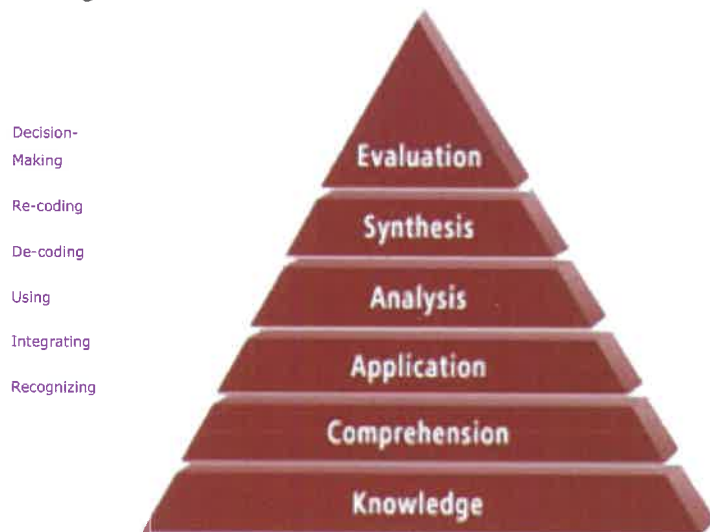 Decision-
Making
Re-coding
De-coding
Using
Integrating
Recognizing
Evaluation
Synthesis
Analysis
Application
Comprehension
Knowledge